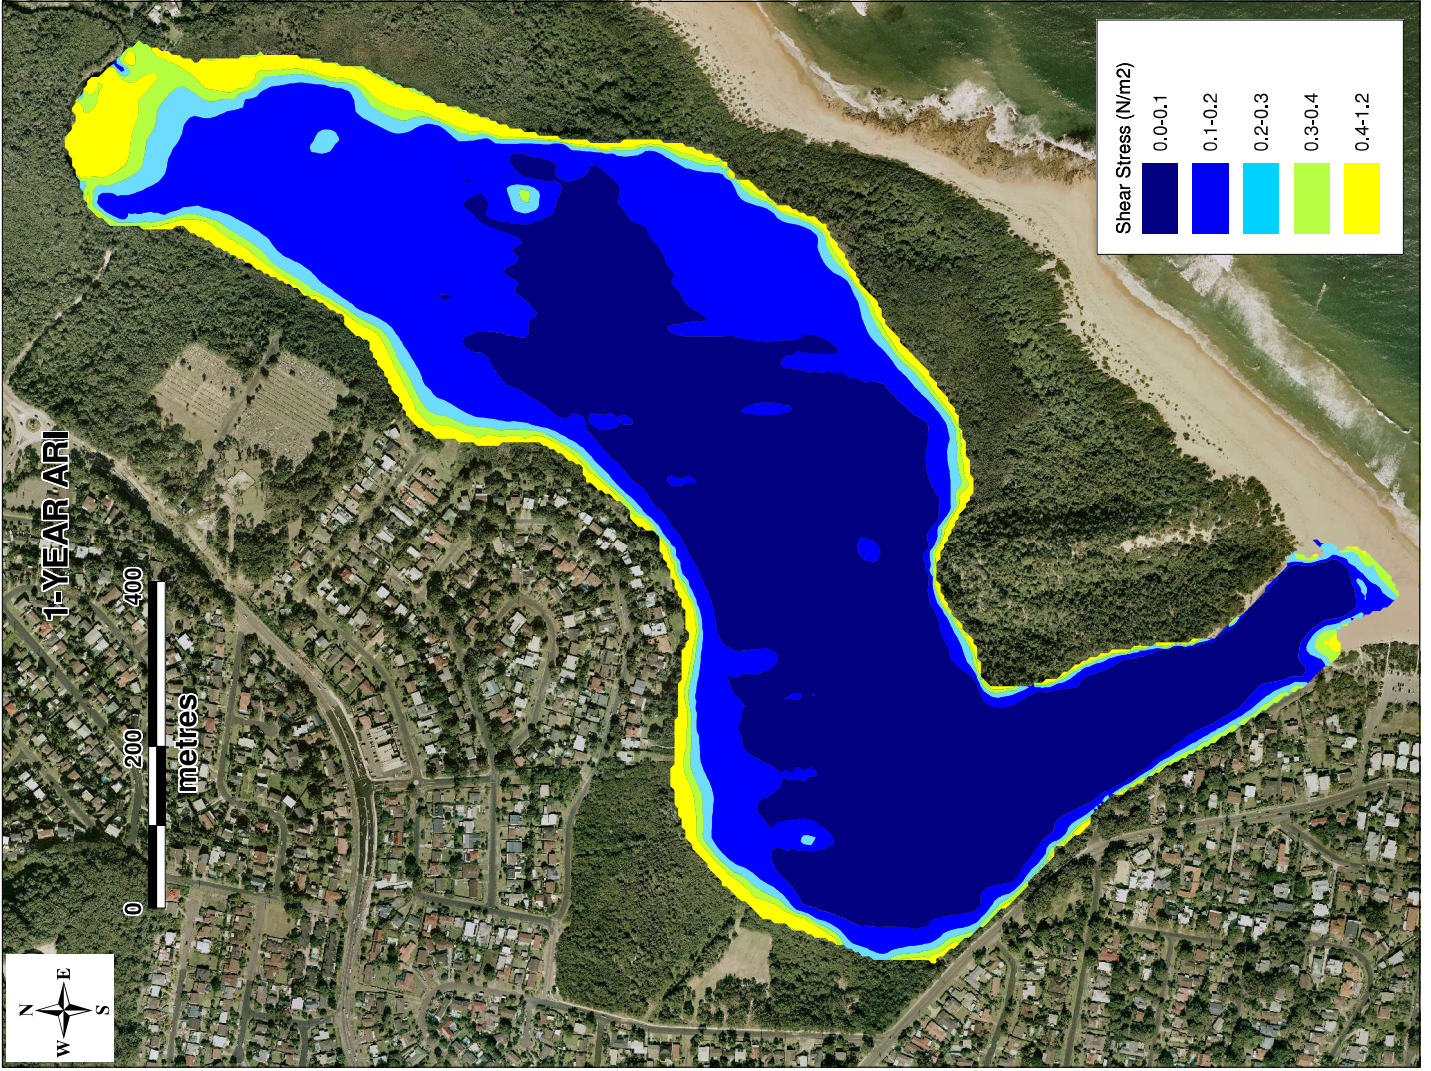 1-YEAR ARI
0 200 400
metres
N
W E
S
Shear Stress (N/m2)
0.0-0.1
0.1-0.2
0.2-0.3
0.3-0.4
0.4-1.2